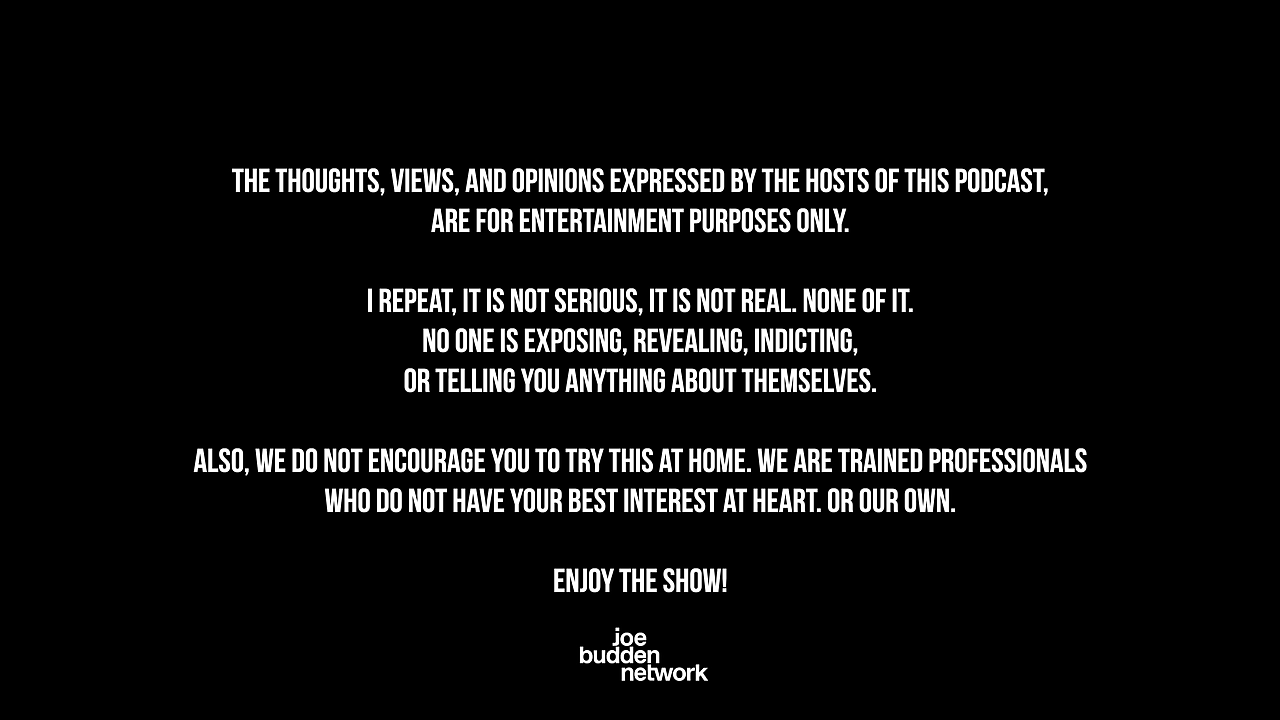 THE THOUGHTS, VIEWS, AND OPINIONS EXPRESSED BY THE HOSTS OF THIS PODCAST,
ARE FOR ENTERTAINMENT PURPOSES ONLY.
I REPEAT, IT IS NOT SERIOUS, IT IS NOT REAL. NONE OF IT.
NO ONE IS EXPOSING, REVEALING, INDICTING,
OR TELLING YOU ANYTHING ABOUT THEMSELVES.
ALSO, WE DO NOT ENCOURAGE YOU TO TRY THIS AT HOME. WE ARE TRAINED PROFESSIONALS
WHO DO NOT HAVE YOUR BEST INTEREST AT HEART. OR OUR OWN.
ENJOY THE SHOW!
joe
budden
network